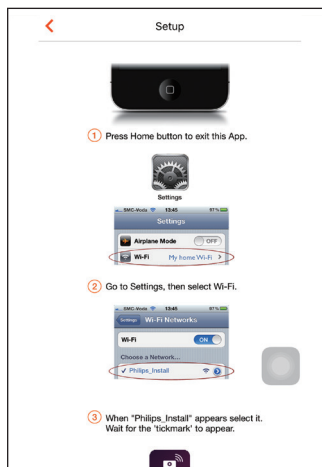 Setup
1 Press Home button to exit this App.
Settings
SMC-Voda 13:45 97%
Settings
Airplane Mode OFF
Wi-Fi My home Wi-Fi
2 Go to Settings, then select Wi-Fi.
SMC-Voda 13:45 97%
Settings Wi-Fi Networks
Wi-Fi ON
Choose a Network...
✓ Philips_Install
3 When "Philips_Install" appears select it.
Wait for the 'tickmark' to appear.